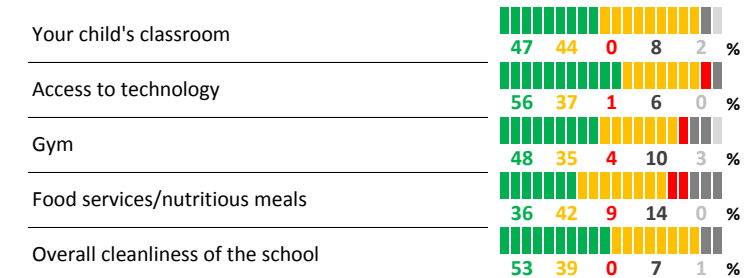 Your child's classroom
47 44 0 8 2 %
Access to technology
56 37 1 6 0 %
Gym
48 35 4 10 3 %
Food services/nutritious meals
36 42 9 14 0 %
Overall cleanliness of the school
53 39 0 7 1 %